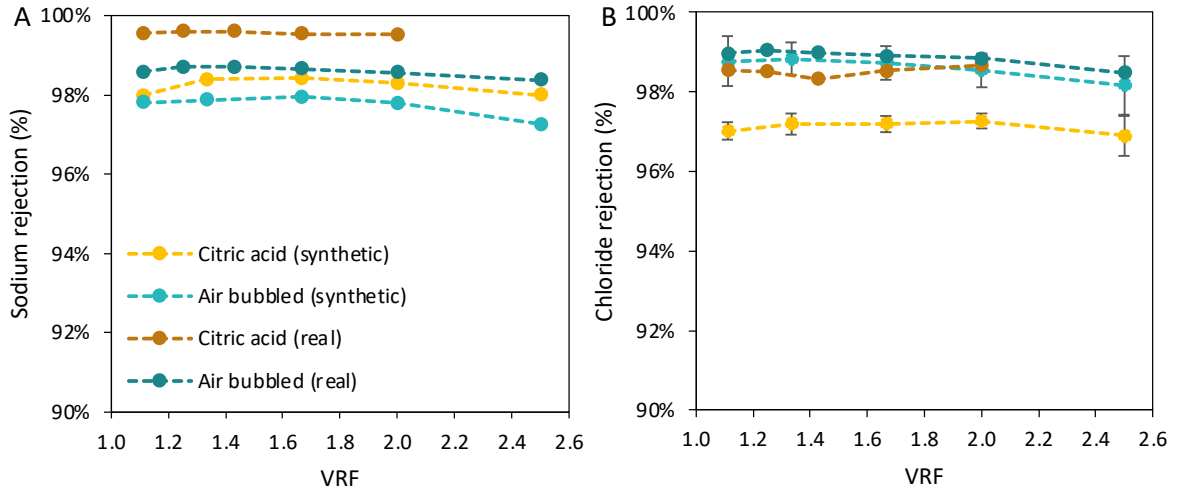 A
Sodium rejection (%)
100%
98%
96%
94%
92%
90%
Citric acid (synthetic)
Air bubbled (synthetic)
Citric acid (real)
Air bubbled (real)
1.0 1.2 1.4 1.6 1.8 2.0 2.2 2.4 2.6
VRF
B
Chloride rejection (%)
100%
98%
96%
94%
92%
90%
1.0 1.2 1.4 1.6 1.8 2.0 2.2 2.4 2.6
VRF